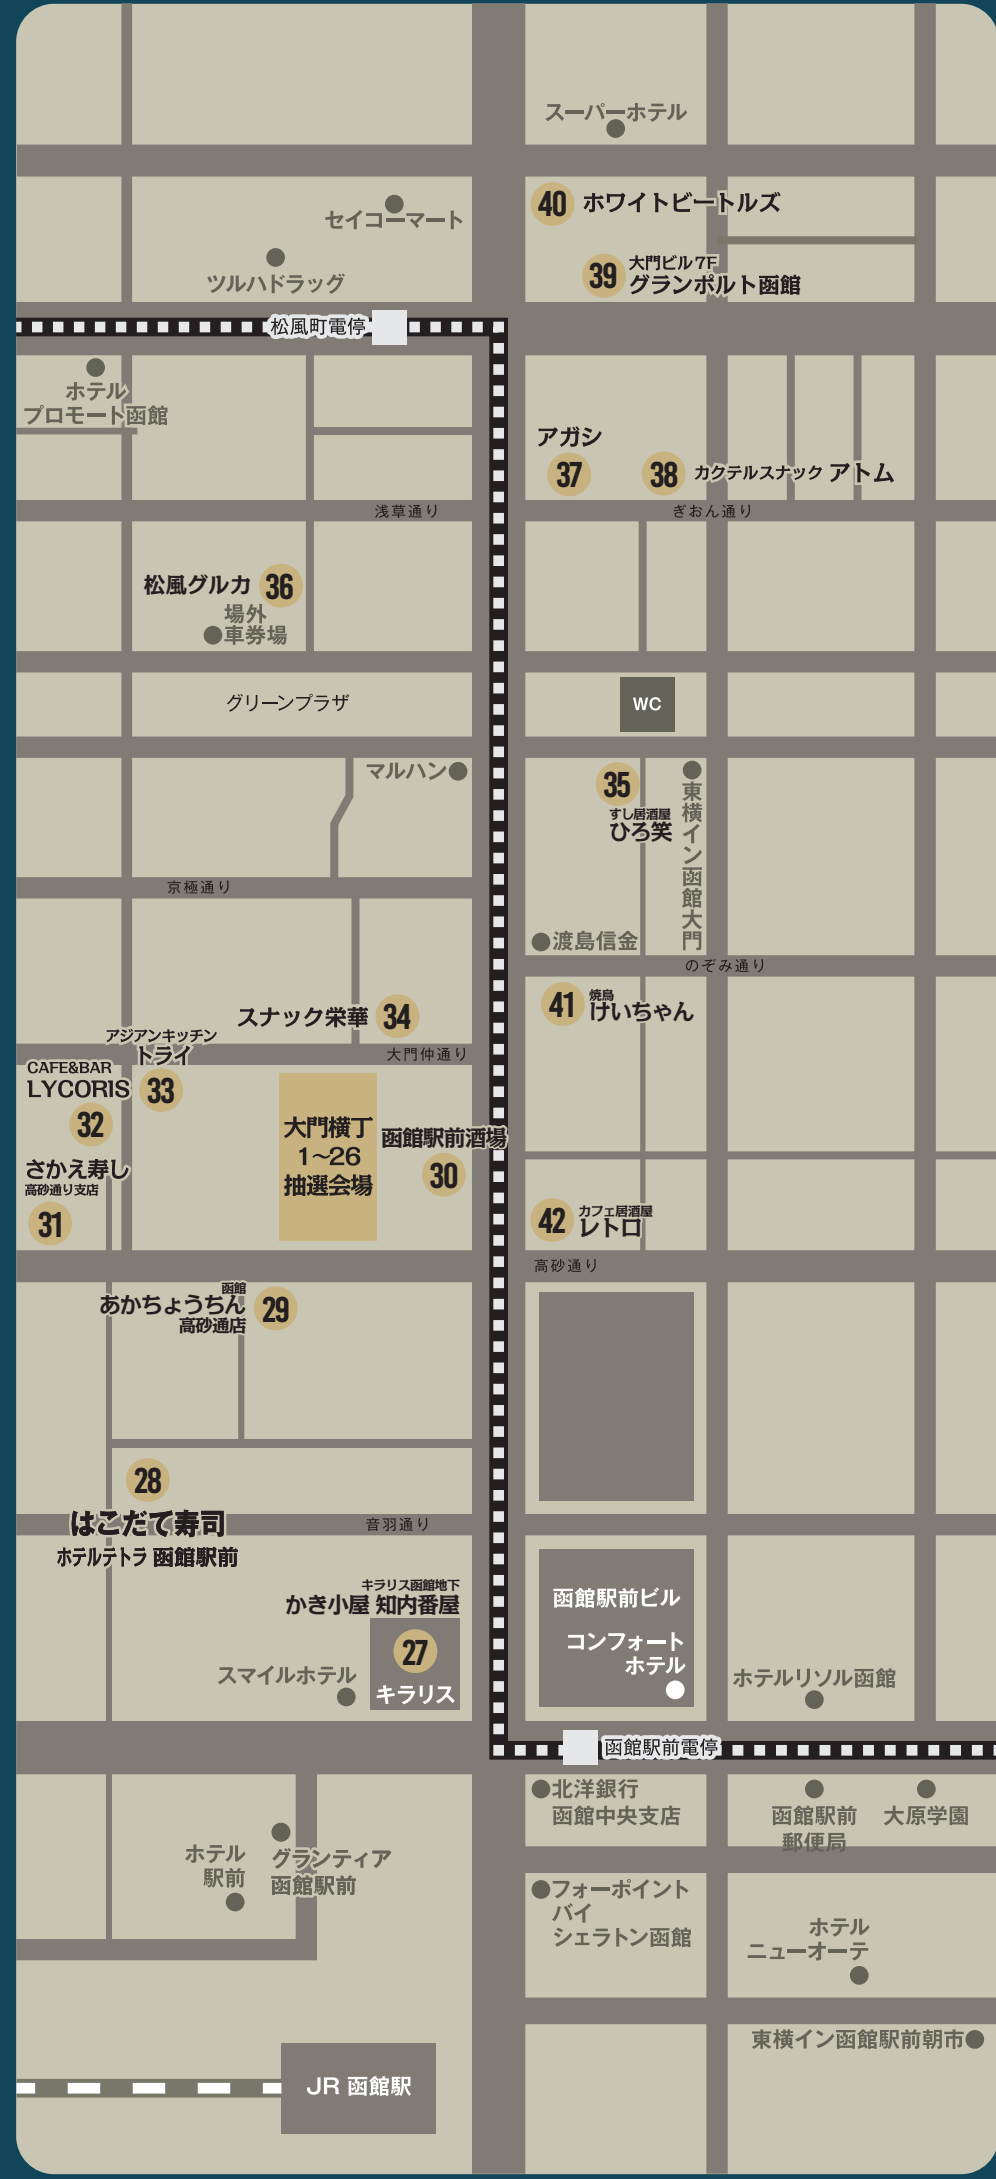 スーパーホテル
40 ホワイトビートルズ
セイコーマート
ツルハドラッグ
39 大門ビル7F
グランポルト函館
松風町電停
ホテル
プロモート函館
アガシ
37
38 カクテルスナック アトム
浅草通り
ぎおん通り
松風グルカ 36
場外
車券場
グリーンプラザ
WC
マルハン
35
すし居酒屋
ひろ笑
東横イン函館大門
京極通り
渡島信金
のぞみ通り
41 焼鳥
けいちゃん
スナック栄華 34
大門仲通り
アジアンキッチン
トライ
33
CAFE&BAR
LYCORIS
32
大門横丁
1~26
抽選会場
函館駅前酒場
30
さかえ寿し
高砂通り支店
31
42 カフェ居酒屋
レトロ
高砂通り
函館
あかちょうちん
高砂通店
29
28
はこだて寿司
ホテルテトラ 函館駅前
音羽通り
キラリス函館地下
かき小屋 知内番屋
27
キラリス
スマイルホテル
函館駅前ビル
コンフォート
ホテル
ホテルリソル函館
函館駅前電停
北洋銀行
函館中央支店
函館駅前
郵便局
大原学園
ホテル
駅前
グランティア
函館駅前
フォーポイント
バイ
シェラトン函館
ホテル
ニューオーテ
東横イン函館駅前朝市
JR 函館駅